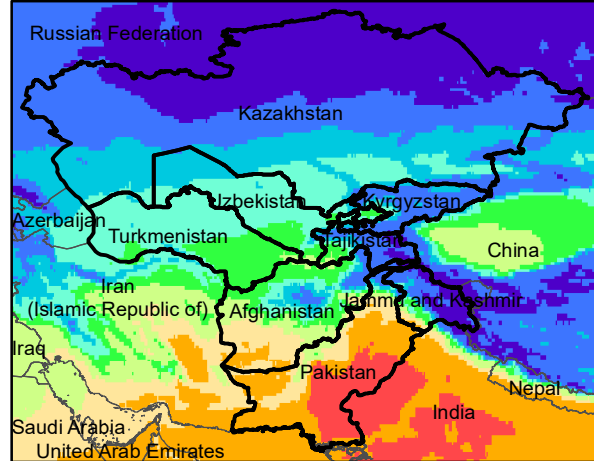 Russian Federation
Kazakhstan
Uzbekistan
Kyrgyzstan
Azerbaijan
Turkmenistan
Tajikistan
China
Iran
(Islamic Republic of)
Afghanistan
Jammu and Kashmir
Iraq
Pakistan
Nepal
India
Saudi Arabia
United Arab Emirates